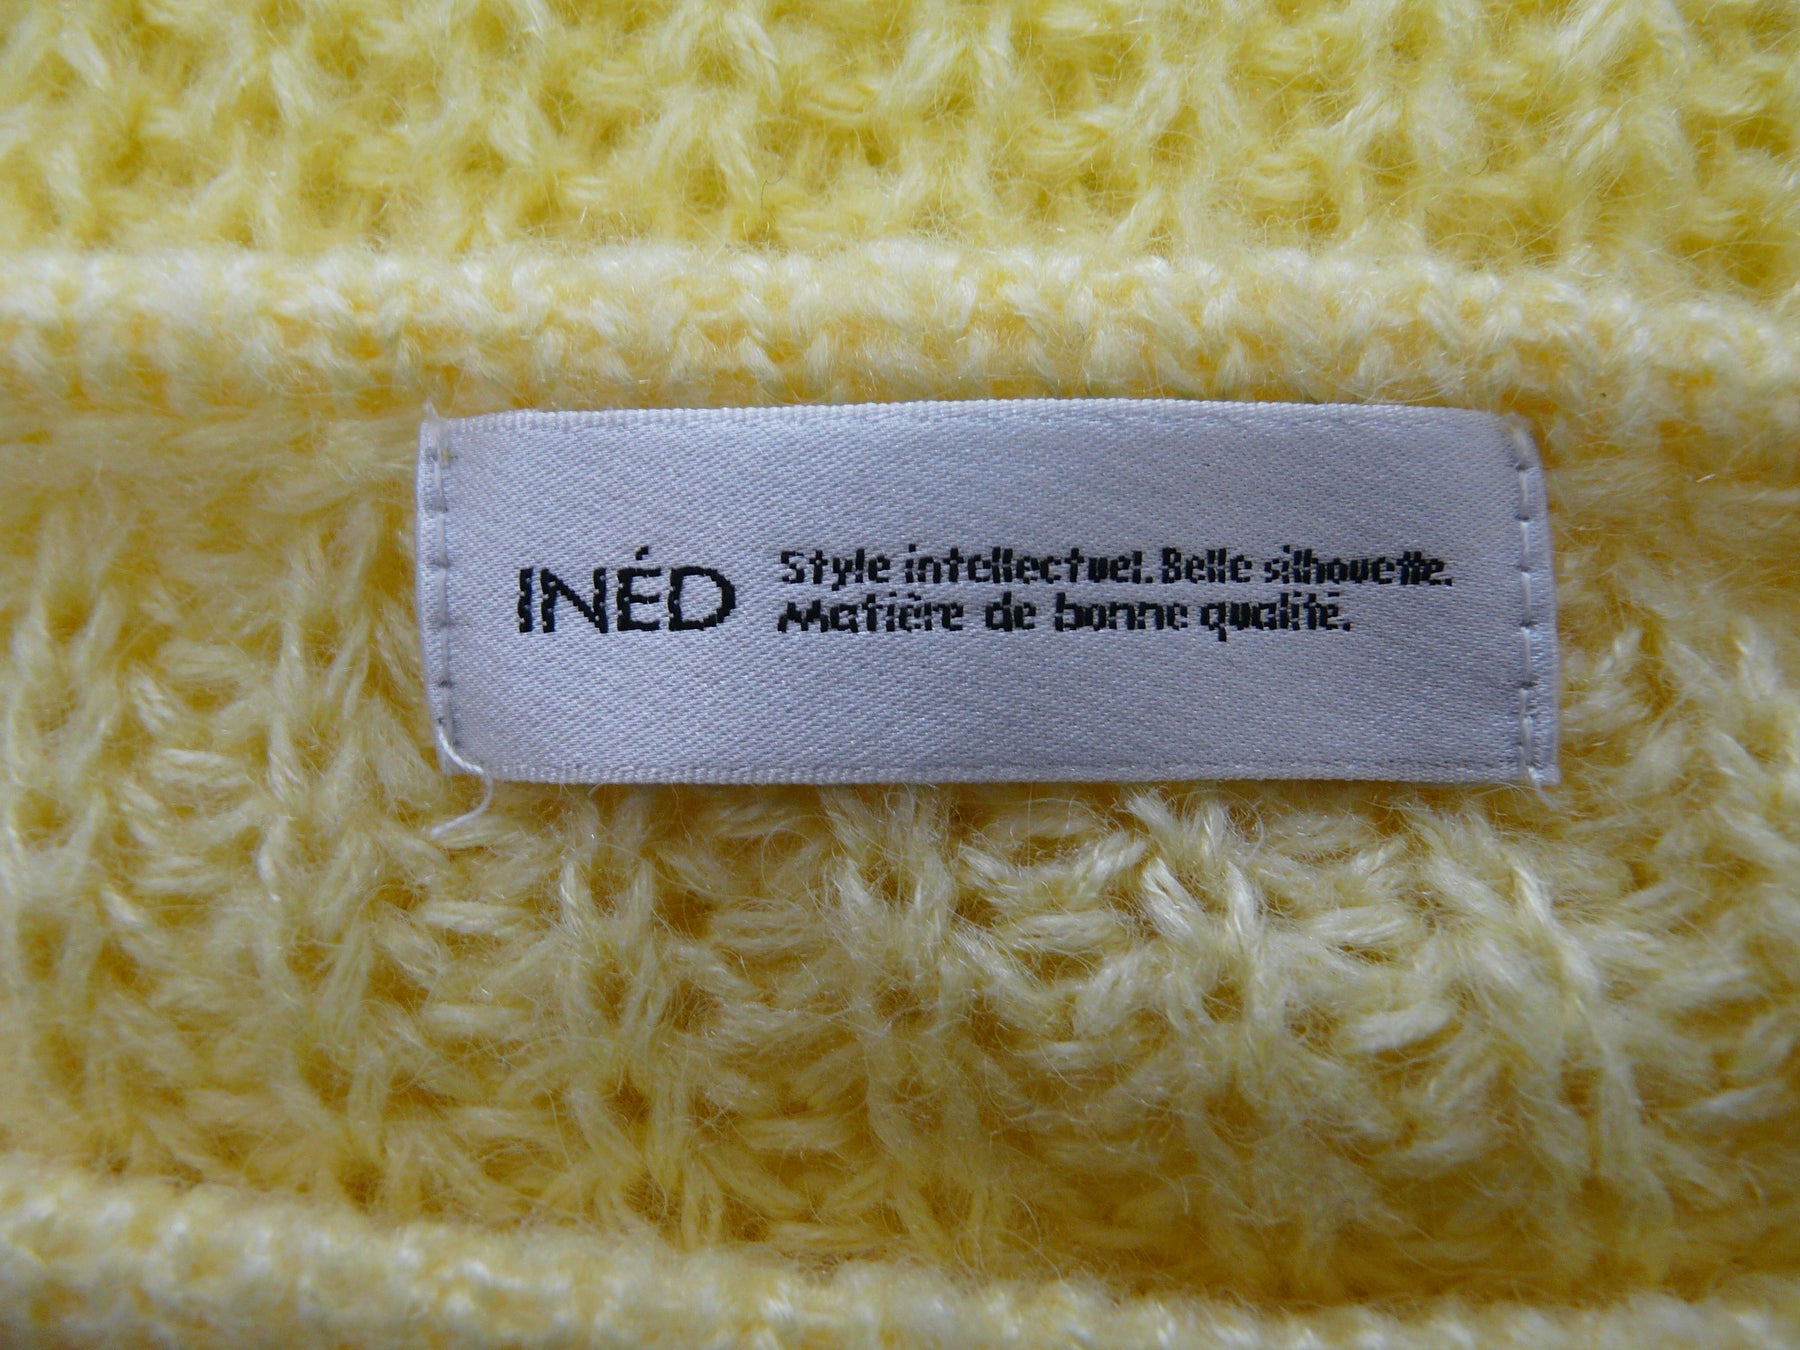 INÉD
Style intellectuel. Belle silhouette.
Matière de bonne qualité.